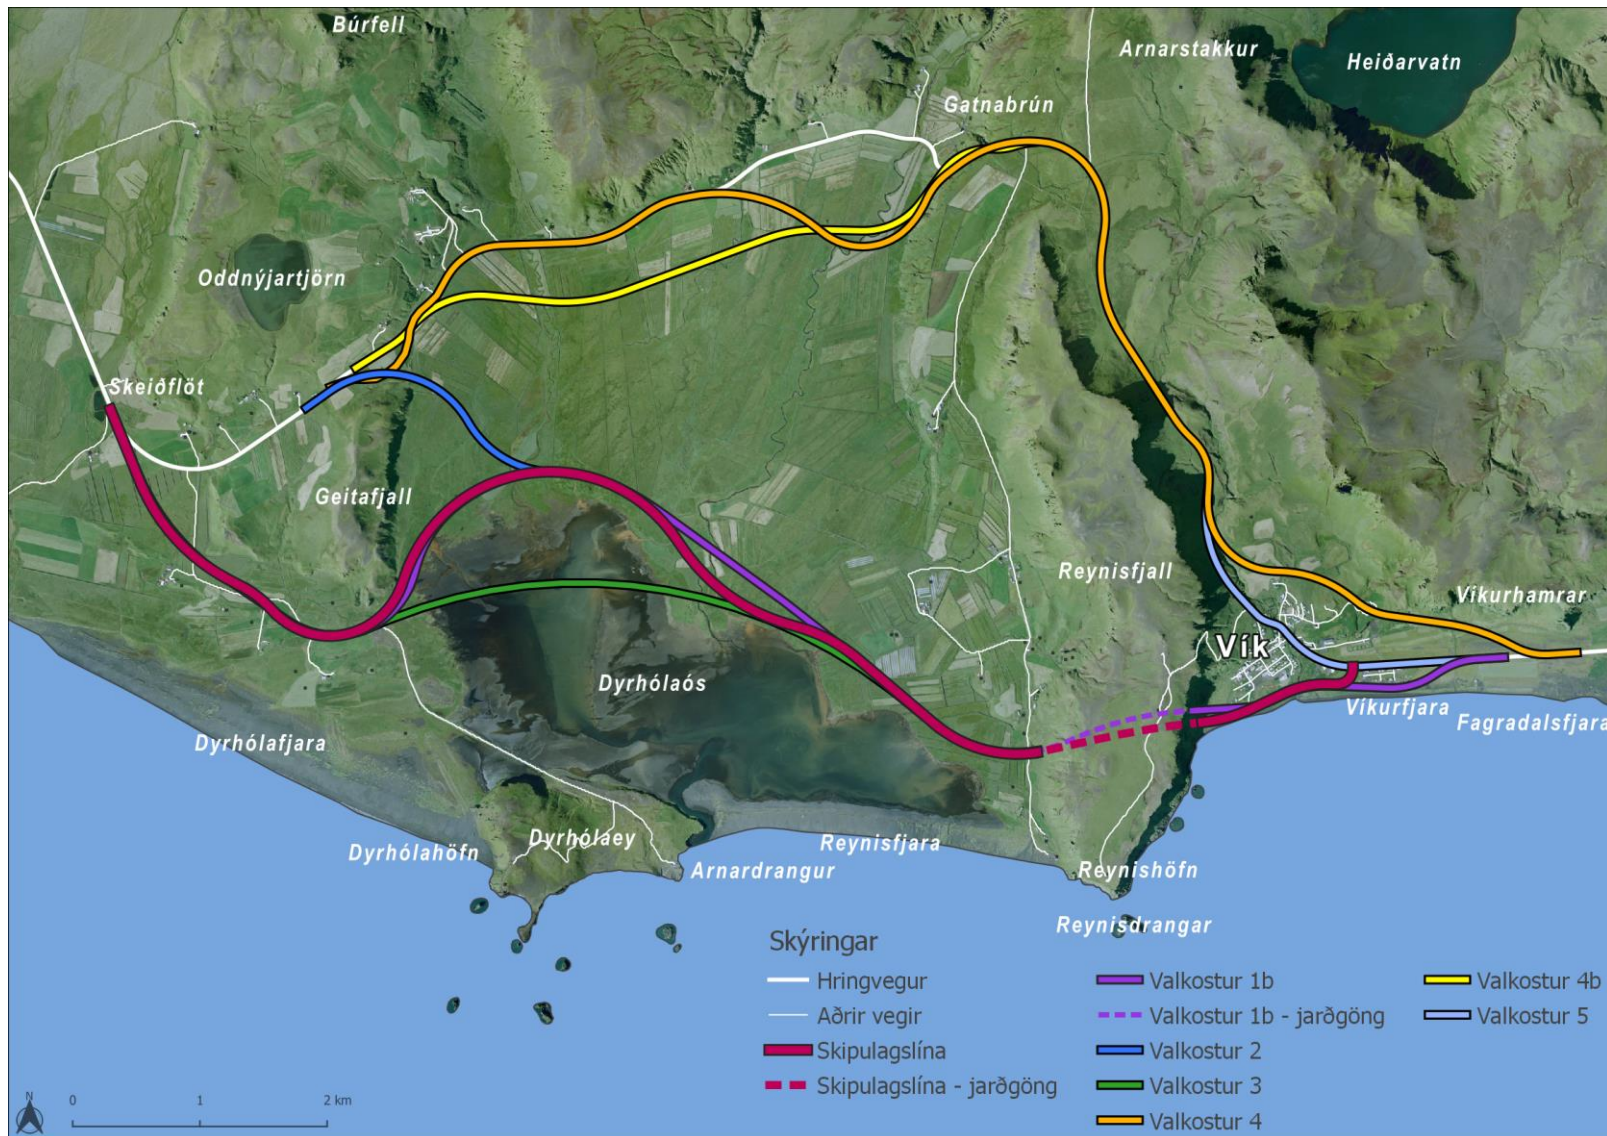 Búrfell
Arnarstakkur
Heiðarvatn
Gatnabrún
Oddnýjartjörn
Skeiðflöt
Geitafjall
Reynisfjall
Víkurhamrar
Vík
Dyrhólaós
Víkurfjara
Fagradalsfjara
Dyrhólafjara
Dyrhólaey
Reynisfjara
Dyrhólahöfn
Arnardrangur
Reynishöfn
Reynisdrangar
Skýringar
Hringvegur
Aðrir vegir
Skipulagslína
Skipulagslína - jarðgöng
Valkostur 1b
Valkostur 1b - jarðgöng
Valkostur 2
Valkostur 3
Valkostur 4
Valkostur 4b
Valkostur 5
N
0 1 2 km